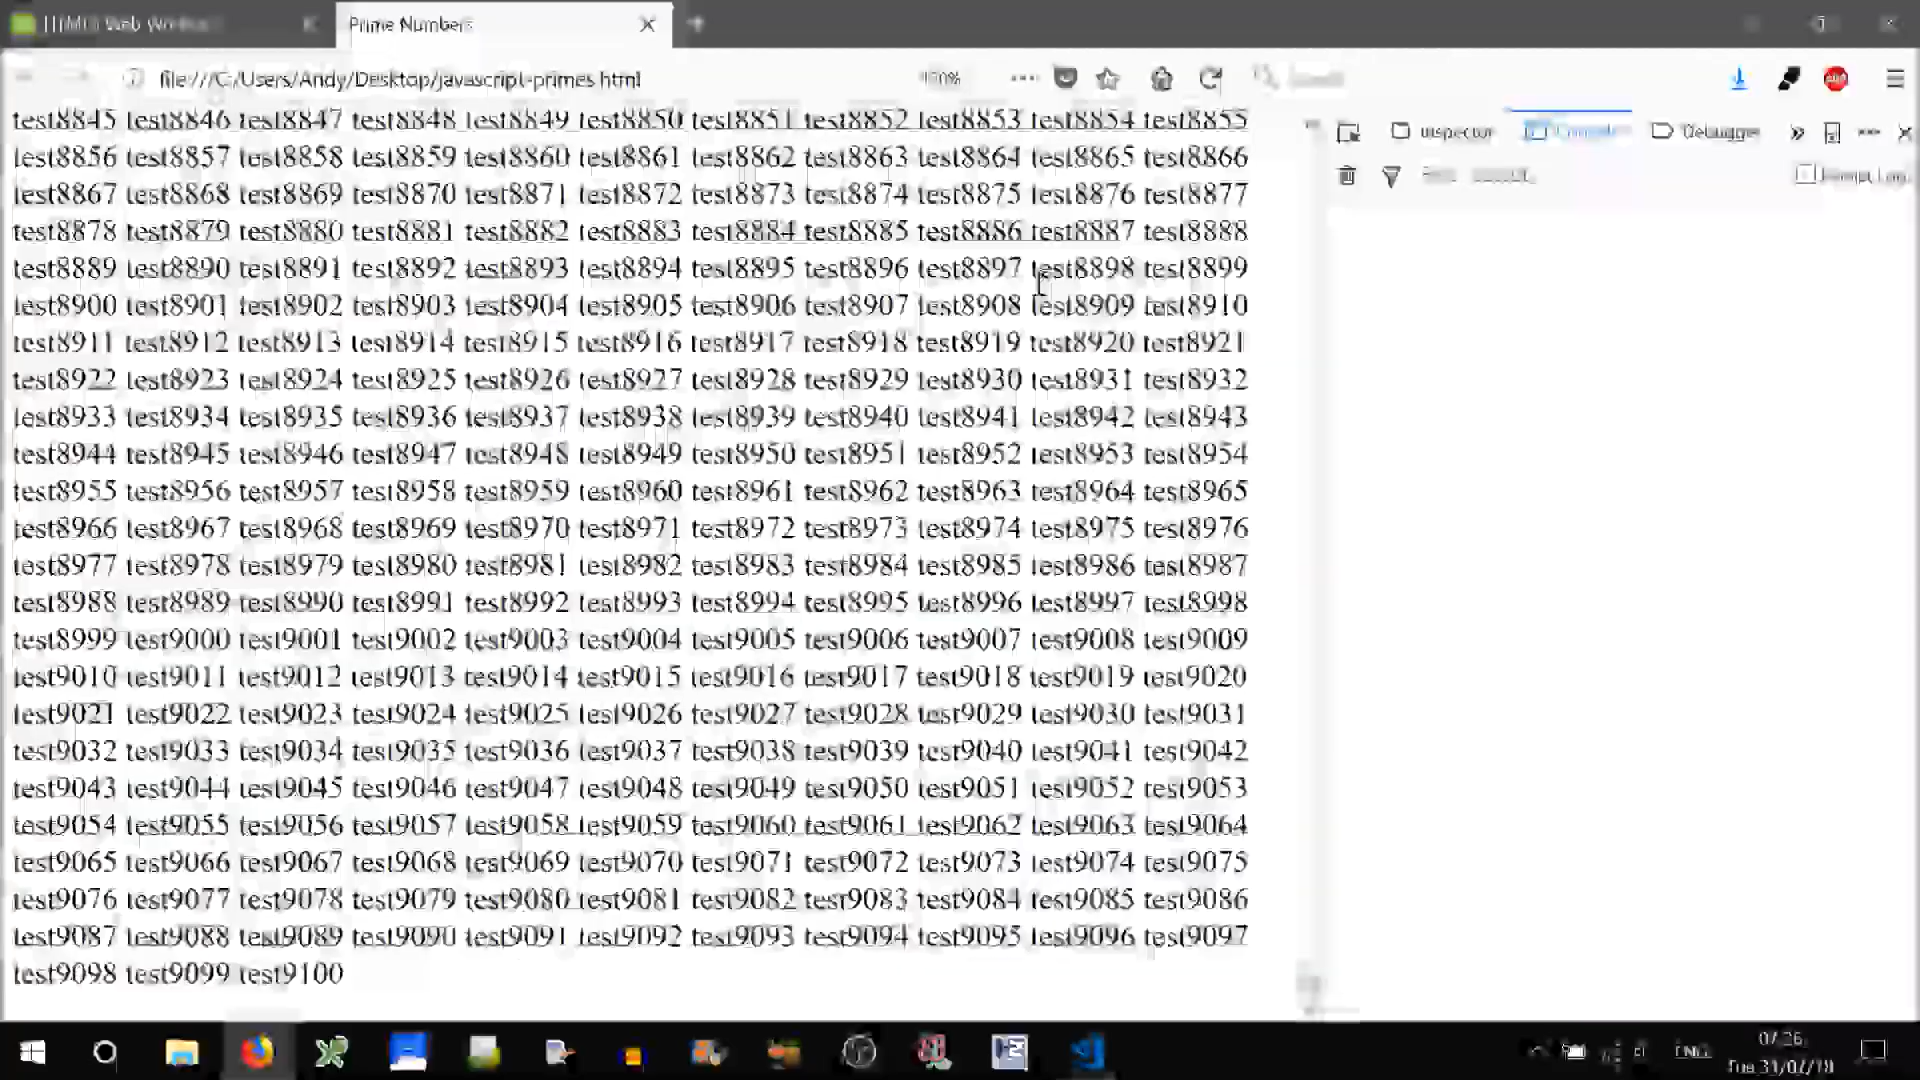 Web Workers
Prime Numbers
file:///C:/Users/Andy/Desktop/javascript-primes.html
150%
Search
test8845 test8846 test8847 test8848 test8849 test8850 test8851 test8852 test8853 test8854 test8855
test8856 test8857 test8858 test8859 test8860 test8861 test8862 test8863 test8864 test8865 test8866
test8867 test8868 test8869 test8870 test8871 test8872 test8873 test8874 test8875 test8876 test8877
test8878 test8879 test8880 test8881 test8882 test8883 test8884 test8885 test8886 test8887 test8888
test8889 test8890 test8891 test8892 test8893 test8894 test8895 test8896 test8897 test8898 test8899
test8900 test8901 test8902 test8903 test8904 test8905 test8906 test8907 test8908 test8909 test8910
test8911 test8912 test8913 test8914 test8915 test8916 test8917 test8918 test8919 test8920 test8921
test8922 test8923 test8924 test8925 test8926 test8927 test8928 test8929 test8930 test8931 test8932
test8933 test8934 test8935 test8936 test8937 test8938 test8939 test8940 test8941 test8942 test8943
test8944 test8945 test8946 test8947 test8948 test8949 test8950 test8951 test8952 test8953 test8954
test8955 test8956 test8957 test8958 test8959 test8960 test8961 test8962 test8963 test8964 test8965
test8966 test8967 test8968 test8969 test8970 test8971 test8972 test8973 test8974 test8975 test8976
test8977 test8978 test8979 test8980 test8981 test8982 test8983 test8984 test8985 test8986 test8987
test8988 test8989 test8990 test8991 test8992 test8993 test8994 test8995 test8996 test8997 test8998
test8999 test9000 test9001 test9002 test9003 test9004 test9005 test9006 test9007 test9008 test9009
test9010 test9011 test9012 test9013 test9014 test9015 test9016 test9017 test9018 test9019 test9020
test9021 test9022 test9023 test9024 test9025 test9026 test9027 test9028 test9029 test9030 test9031
test9032 test9033 test9034 test9035 test9036 test9037 test9038 test9039 test9040 test9041 test9042
test9043 test9044 test9045 test9046 test9047 test9048 test9049 test9050 test9051 test9052 test9053
test9054 test9055 test9056 test9057 test9058 test9059 test9060 test9061 test9062 test9063 test9064
test9065 test9066 test9067 test9068 test9069 test9070 test9071 test9072 test9073 test9074 test9075
test9076 test9077 test9078 test9079 test9080 test9081 test9082 test9083 test9084 test9085 test9086
test9087 test9088 test9089 test9090 test9091 test9092 test9093 test9094 test9095 test9096 test9097
test9098 test9099 test9100
Inspector Console Debugger
ENG
07:26
Tue 31/07/18